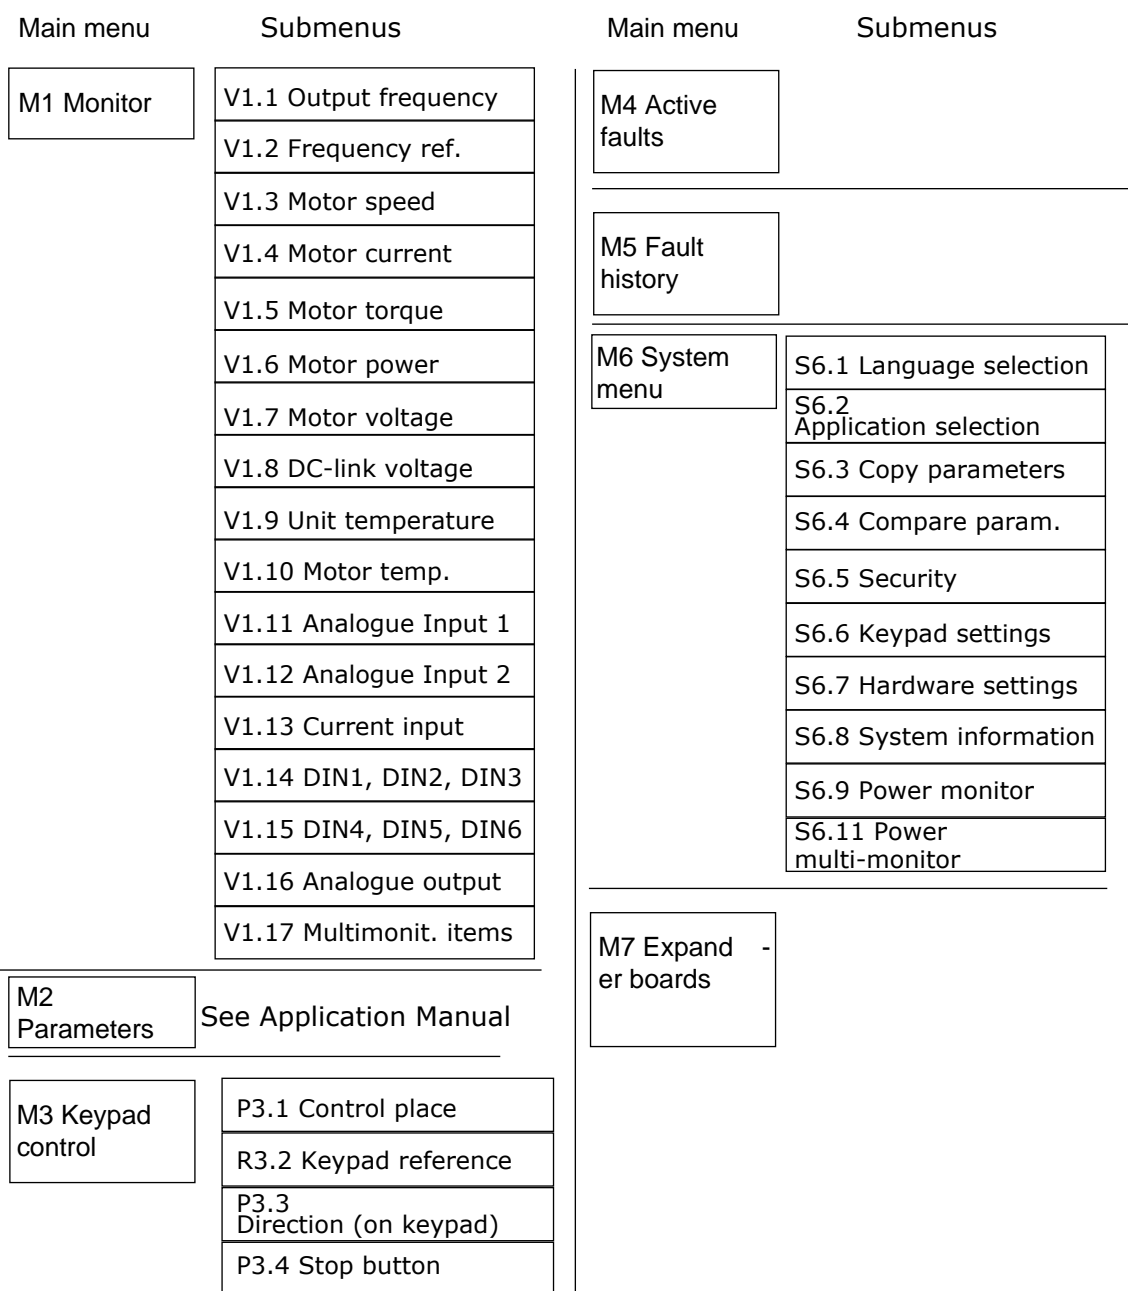 Main menu
Submenus
M1 Monitor
V1.1 Output frequency
V1.2 Frequency ref.
V1.3 Motor speed
V1.4 Motor current
V1.5 Motor torque
V1.6 Motor power
V1.7 Motor voltage
V1.8 DC-link voltage
V1.9 Unit temperature
V1.10 Motor temp.
V1.11 Analogue Input 1
V1.12 Analogue Input 2
V1.13 Current input
V1.14 DIN1, DIN2, DIN3
V1.15 DIN4, DIN5, DIN6
V1.16 Analogue output
V1.17 Multimonit. items
M2
Parameters
See Application Manual
M3 Keypad
control
P3.1 Control place
R3.2 Keypad reference
P3.3
Direction (on keypad)
P3.4 Stop button
Main menu
Submenus
M4 Active
faults
M5 Fault
history
M6 System
menu
S6.1 Language selection
S6.2
Application selection
S6.3 Copy parameters
S6.4 Compare param.
S6.5 Security
S6.6 Keypad settings
S6.7 Hardware settings
S6.8 System information
S6.9 Power monitor
S6.11 Power
multi-monitor
M7 Expand -
er boards